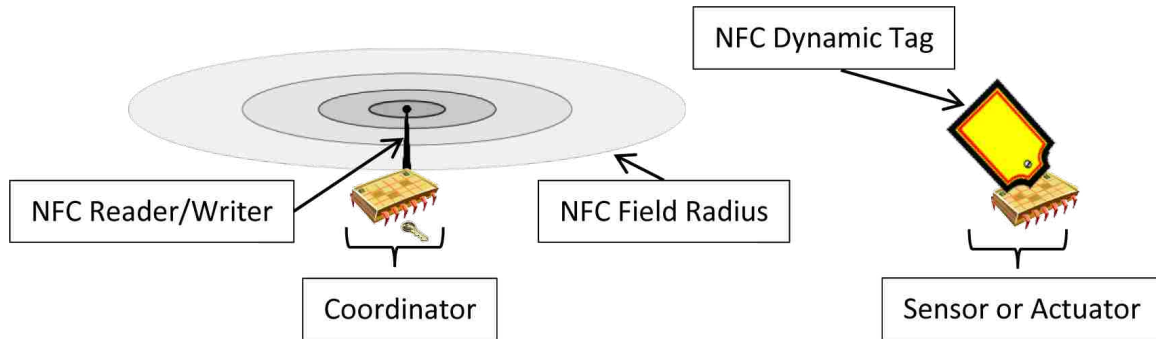 NFC Dynamic Tag
NFC Reader/Writer
NFC Field Radius
Coordinator
Sensor or Actuator